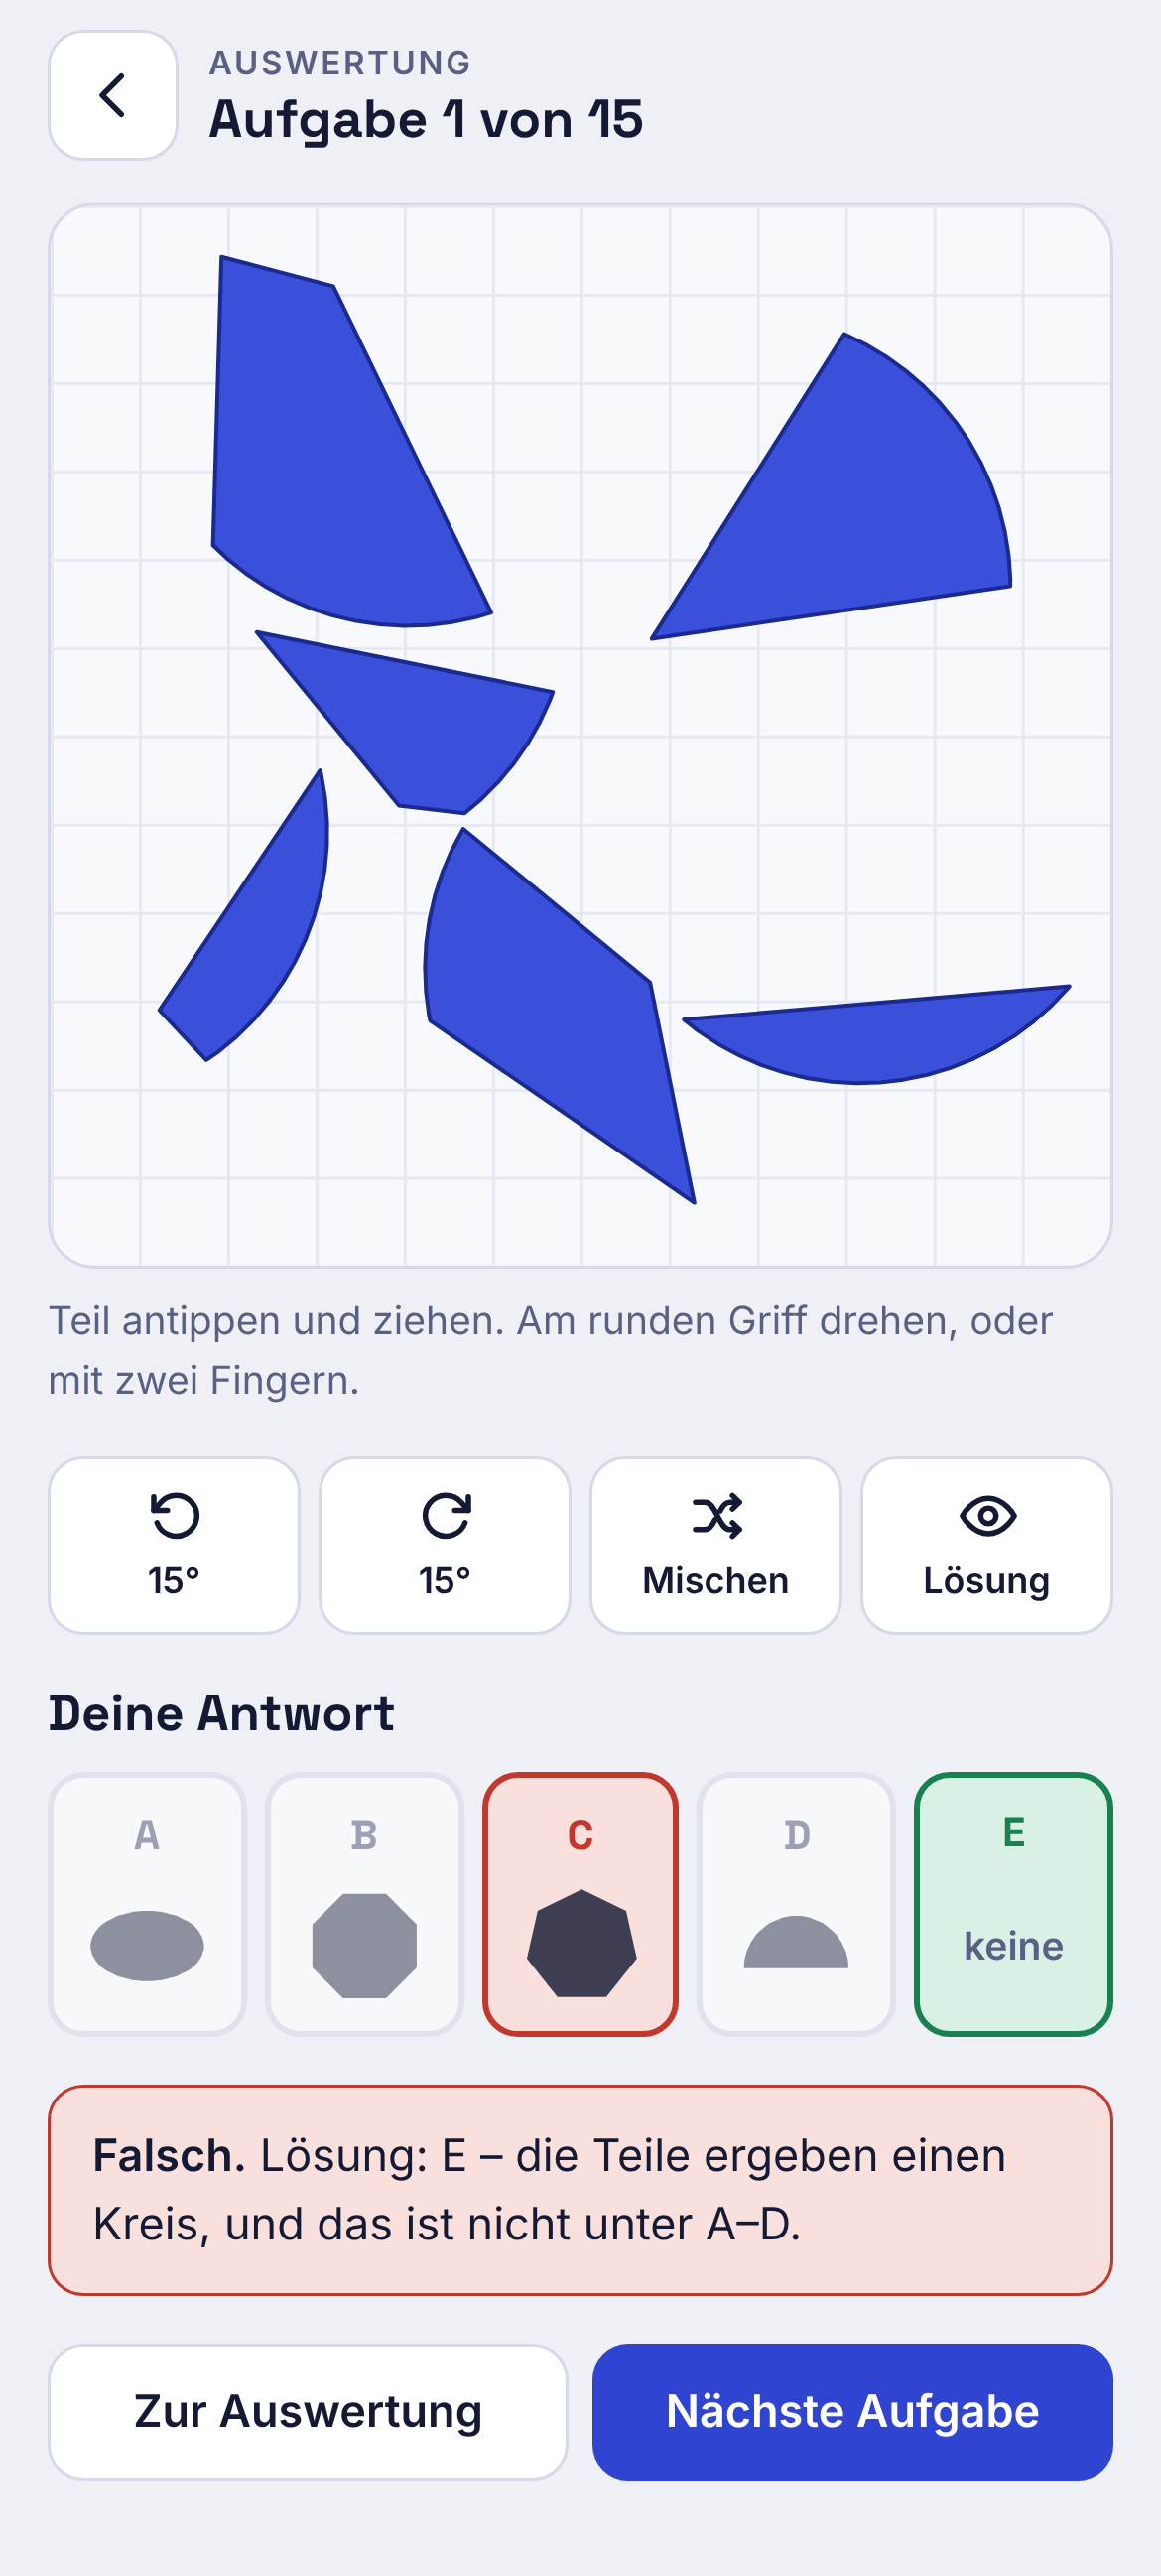 AUSWERTUNG
Aufgabe 1 von 15
Teil antippen und ziehen. Am runden Griff drehen, oder
mit zwei Fingern.
15° 15° Mischen Lösung
Deine Antwort
A B C D E
keine
Falsch. Lösung: E – die Teile ergeben einen
Kreis, und das ist nicht unter A–D.
Zur Auswertung Nächste Aufgabe